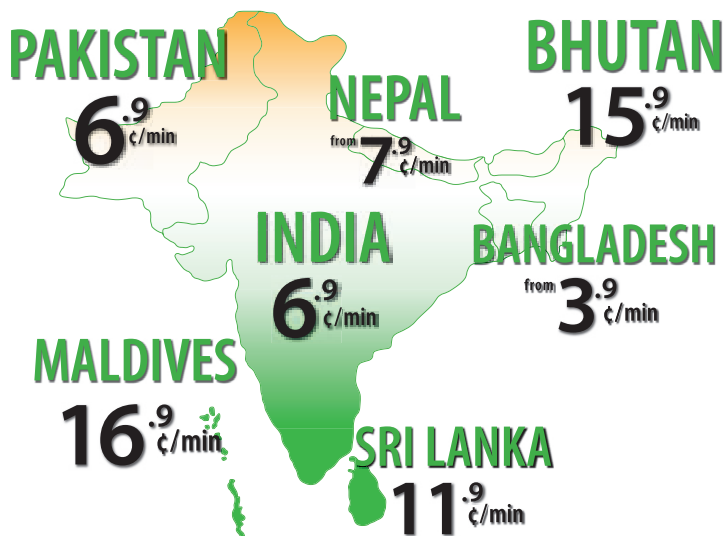 PAKISTAN
6.9
¢/min
BHUTAN
15.9
¢/min
NEPAL
from 7.9
¢/min
INDIA
6.9
¢/min
BANGLADESH
from 3.9
¢/min
MALDIVES
16.9
¢/min
SRI LANKA
11.9
¢/min